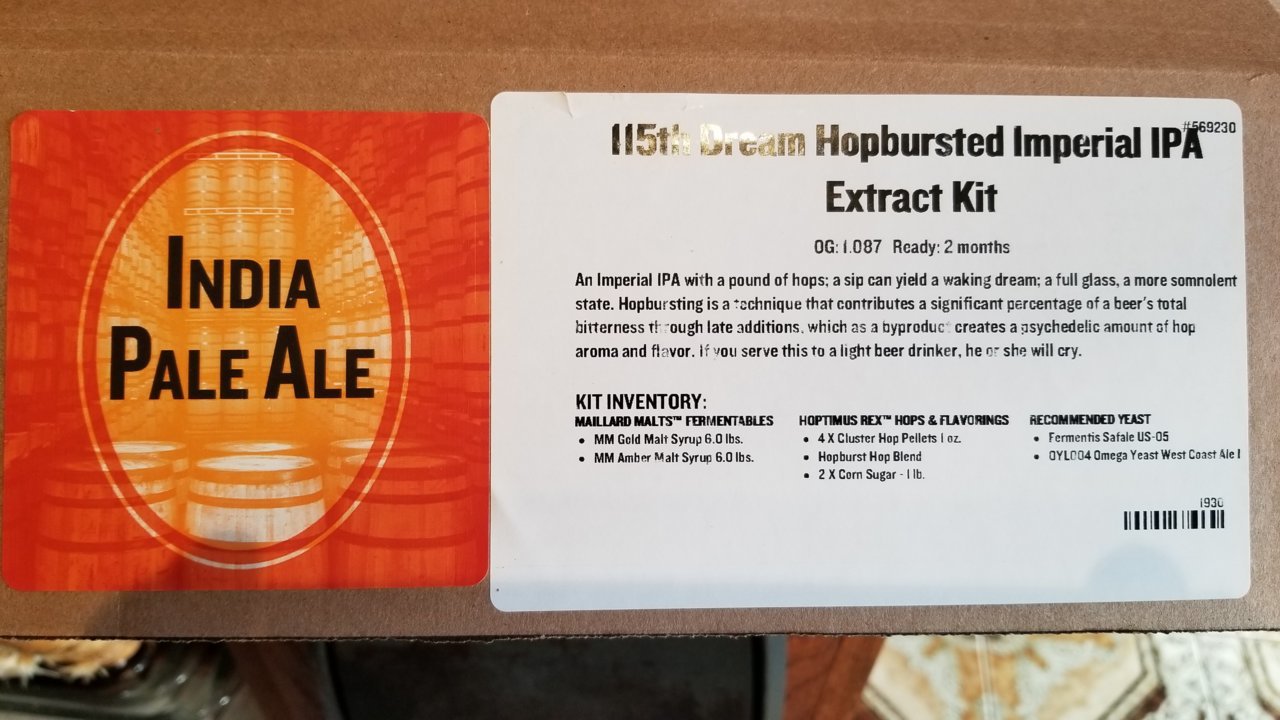 INDIA
PALE ALE
#569230
115th Dream Hopbursted Imperial IPA
Extract Kit
OG: 1.087 Ready: 2 months
An Imperial IPA with a pound of hops; a sip can yield a waking dream; a full glass, a more somnolent
state. Hopbursting is a technique that contributes a significant percentage of a beer's total
bitterness through late additions, which as a byproduct creates a psychedelic amount of hop
aroma and flavor. If you serve this to a light beer drinker, he or she will cry.
KIT INVENTORY:
MAILLARD MALTS™ FERMENTABLES
• MM Gold Malt Syrup 6.0 lbs.
• MM Amber Malt Syrup 6.0 lbs.
HOPTIMUS REX™ HOPS & FLAVORINGS
• 4 X Cluster Hop Pellets 1 oz.
• Hopburst Hop Blend
• 2 X Corn Sugar - 1 lb.
RECOMMENDED YEAST
• Fermentis Safale US-05
• OYL004 Omega Yeast West Coast Ale I
1930